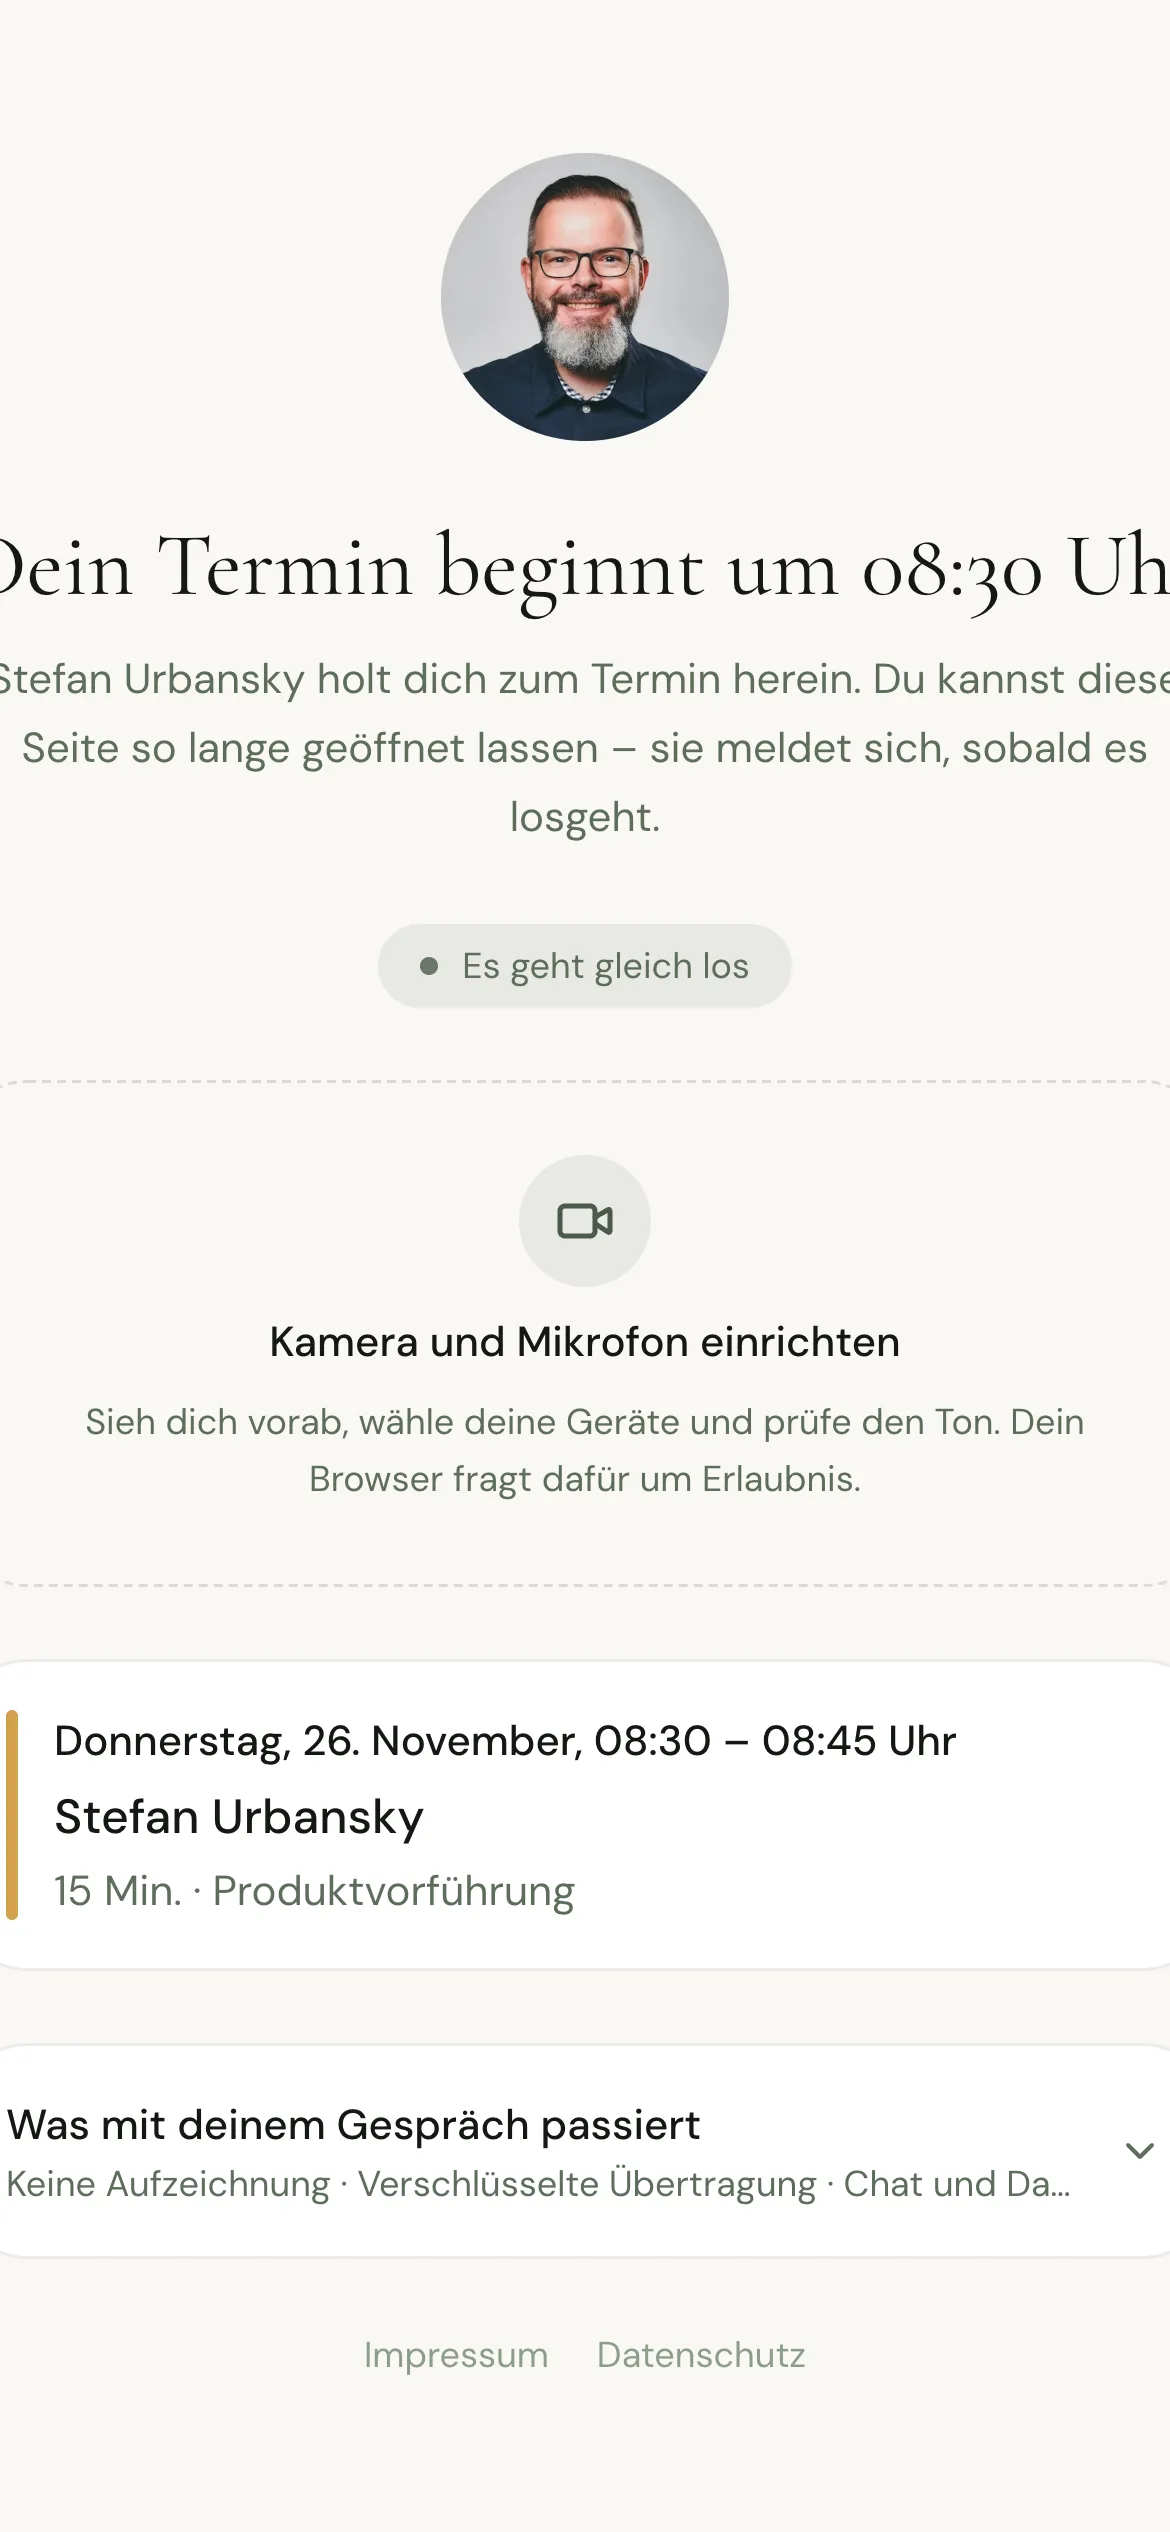 Dein Termin beginnt um 08:30 Uh
Stefan Urbansky holt dich zum Termin herein. Du kannst diese
Seite so lange geöffnet lassen – sie meldet sich, sobald es
losgeht.
Es geht gleich los
Kamera und Mikrofon einrichten
Sieh dich vorab, wähle deine Geräte und prüfe den Ton. Dein
Browser fragt dafür um Erlaubnis.
Donnerstag, 26. November, 08:30 – 08:45 Uhr
Stefan Urbansky
15 Min. · Produktvorführung
Was mit deinem Gespräch passiert
Keine Aufzeichnung · Verschlüsselte Übertragung · Chat und Da...
Impressum Datenschutz